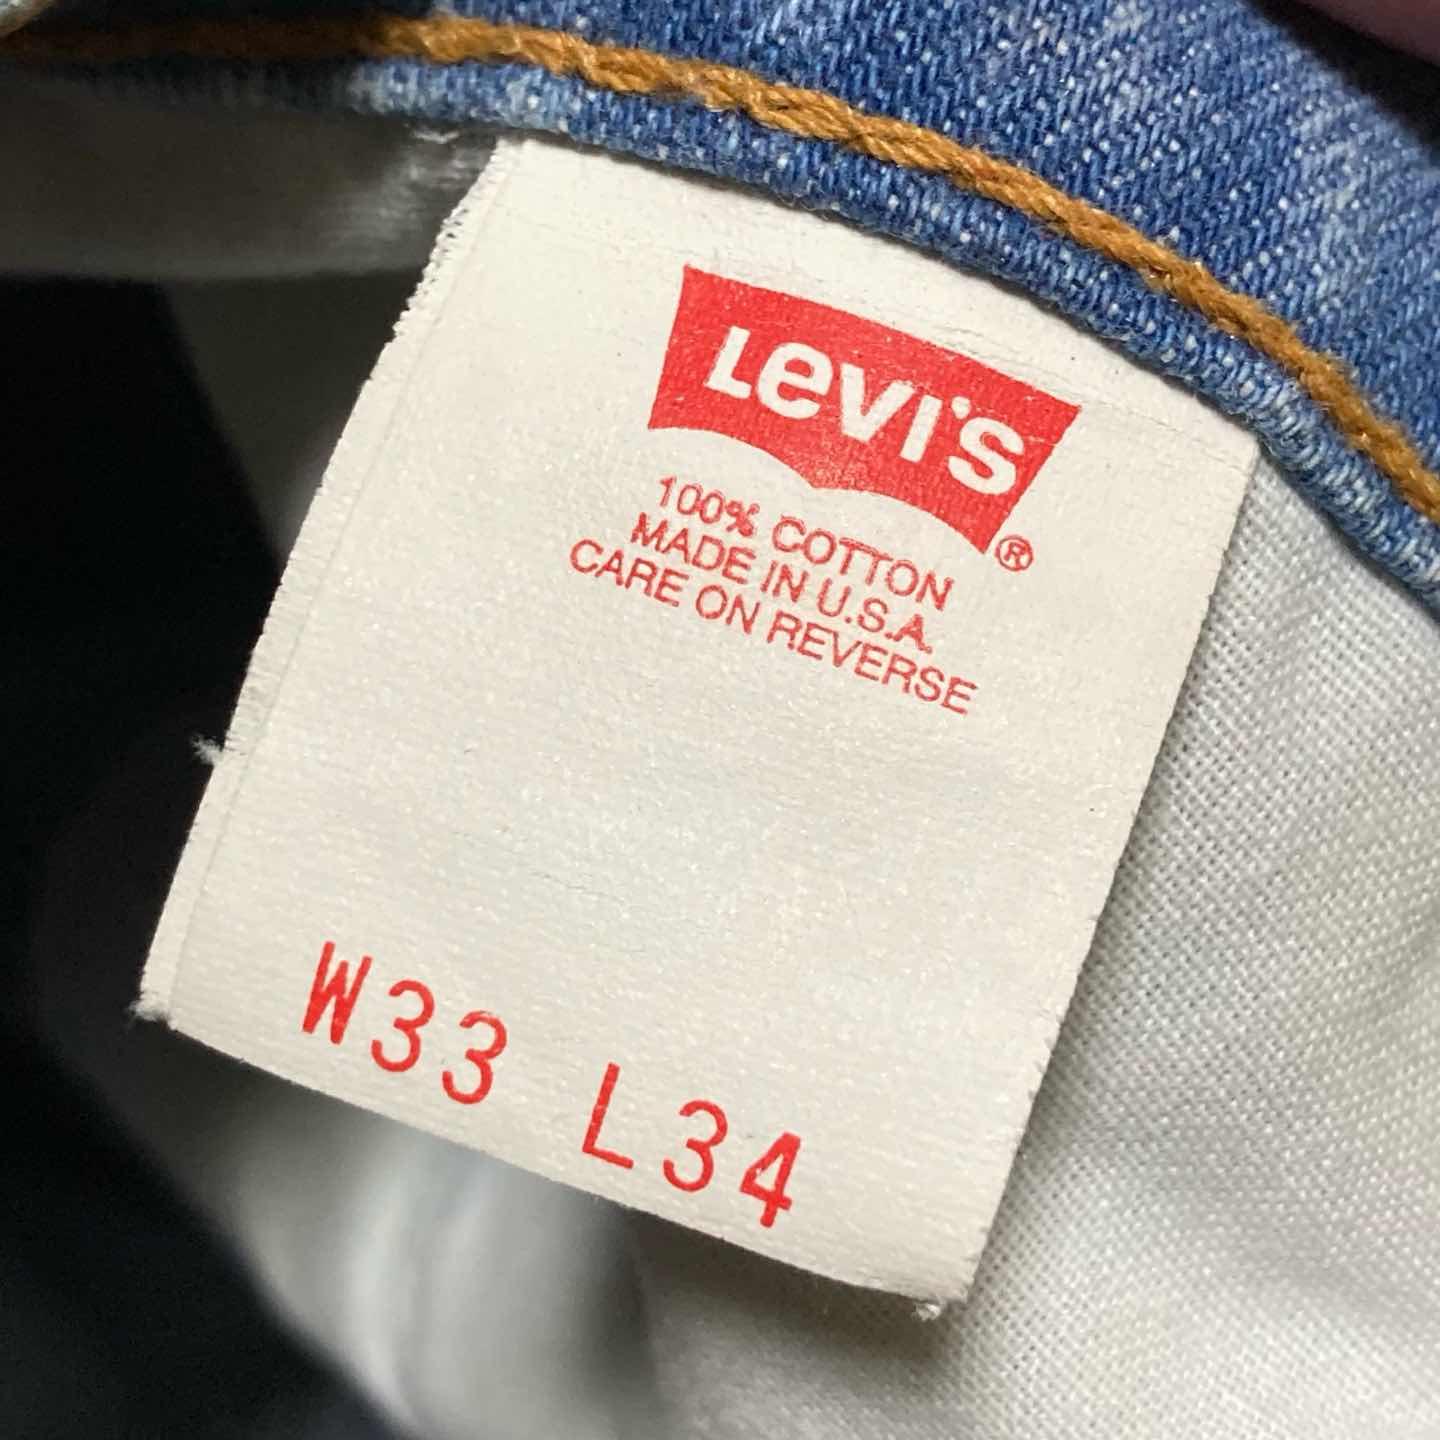 Levi's
®
100% COTTON
MADE IN U.S.A.
CARE ON REVERSE
W33 L34